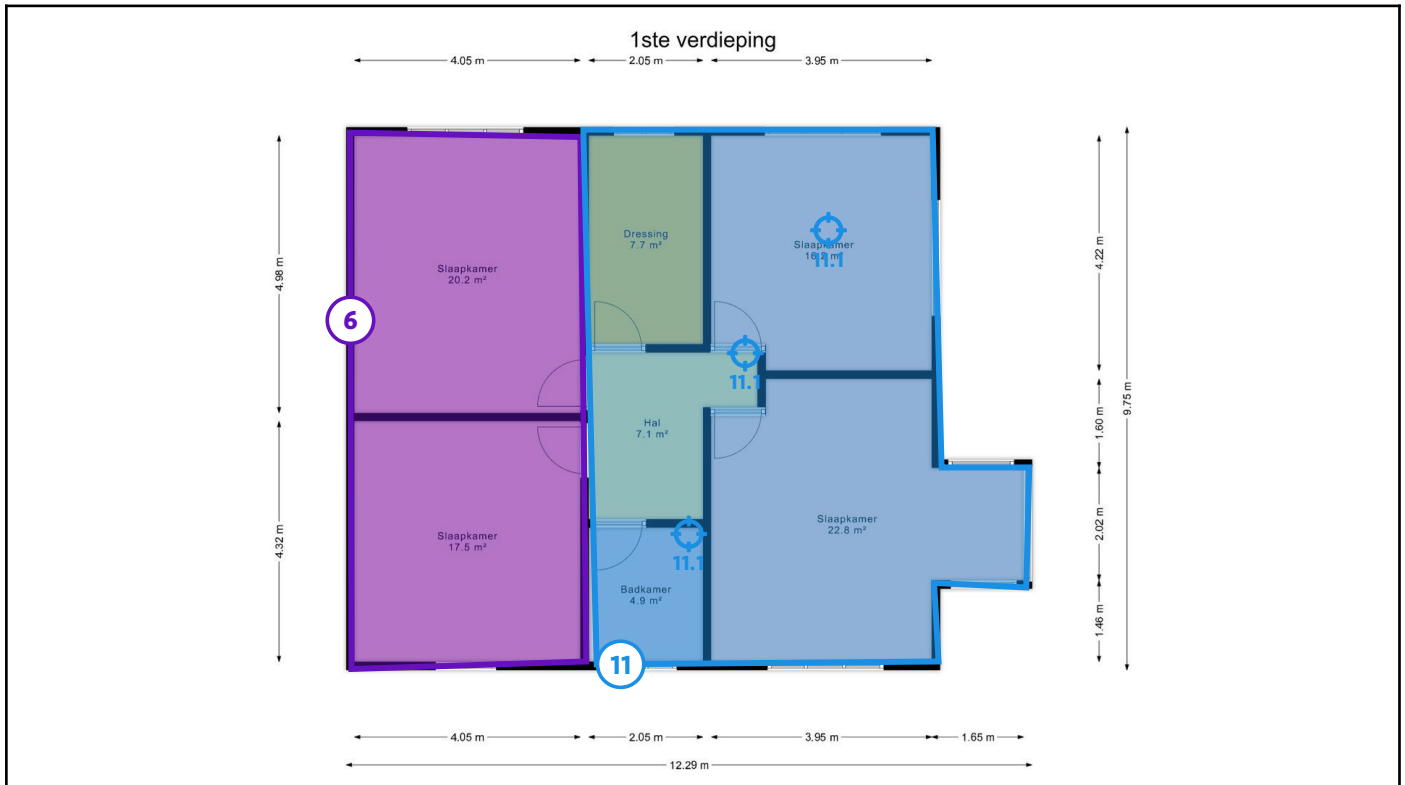 1ste verdieping
4.05 m
2.05 m
3.95 m
4.98 m
4.32 m
4.22 m
1.60 m
2.02 m
1.46 m
9.75 m
Slaapkamer
20.2 m²
Dressing
7.7 m²
Slaapkamer
11.1
6
11.1
Hal
7.1 m²
Slaapkamer
17.5 m²
Slaapkamer
22.8 m²
11.1
Badkamer
4.9 m²
11
4.05 m
2.05 m
3.95 m
1.65 m
12.29 m